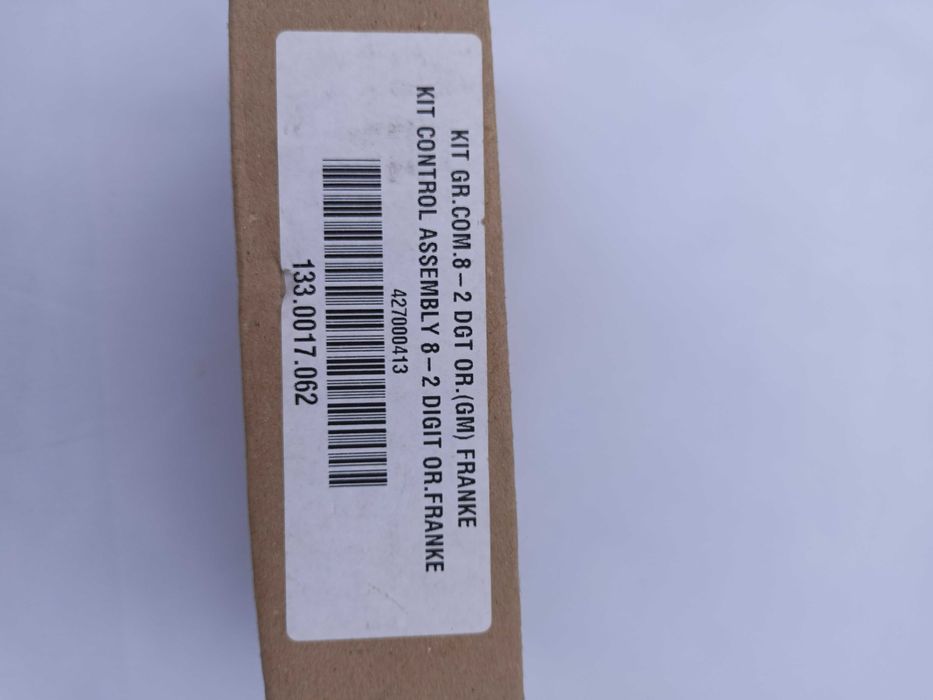 KIT GR.COM.8–2 DGT OR.(GM) FRANKE
KIT CONTROL ASSEMBLY 8–2 DIGIT OR.FRANKE
427000413
133.0017.062